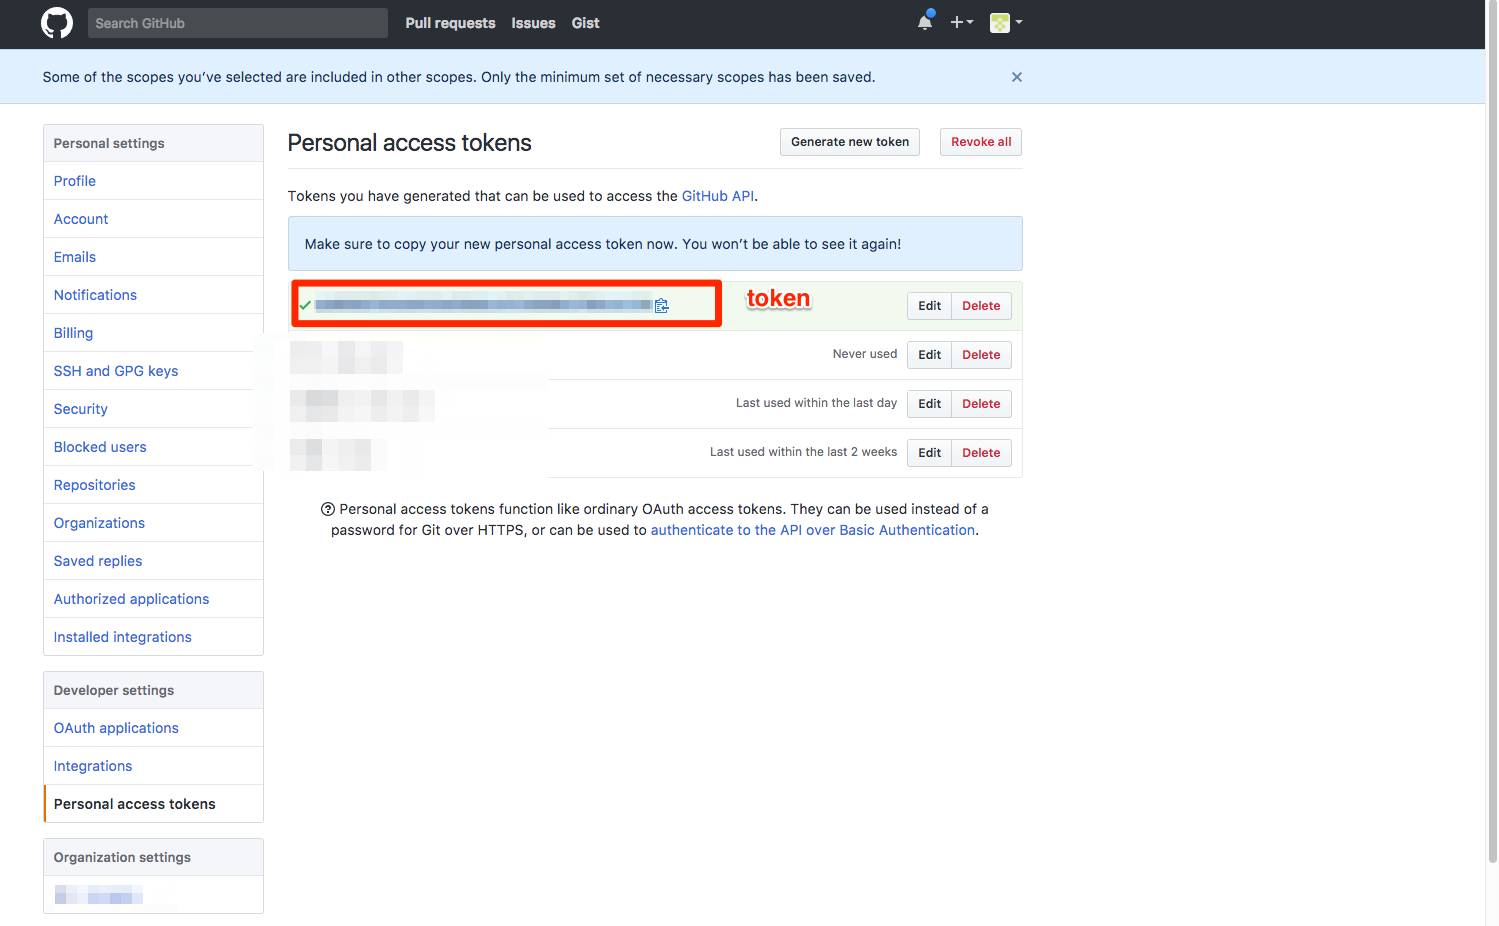 Search GitHub
Pull requests
Issues
Gist
Some of the scopes you’ve selected are included in other scopes. Only the minimum set of necessary scopes has been saved.
Personal settings
Profile
Account
Emails
Notifications
Billing
SSH and GPG keys
Security
Blocked users
Repositories
Organizations
Saved replies
Authorized applications
Installed integrations
Developer settings
OAuth applications
Integrations
Personal access tokens
Organization settings
Personal access tokens
Generate new token
Revoke all
Tokens you have generated that can be used to access the GitHub API.
Make sure to copy your new personal access token now. You won’t be able to see it again!
token
Edit
Delete
Never used
Edit
Delete
Last used within the last day
Edit
Delete
Last used within the last 2 weeks
Edit
Delete
Personal access tokens function like ordinary OAuth access tokens. They can be used instead of a
password for Git over HTTPS, or can be used to authenticate to the API over Basic Authentication.